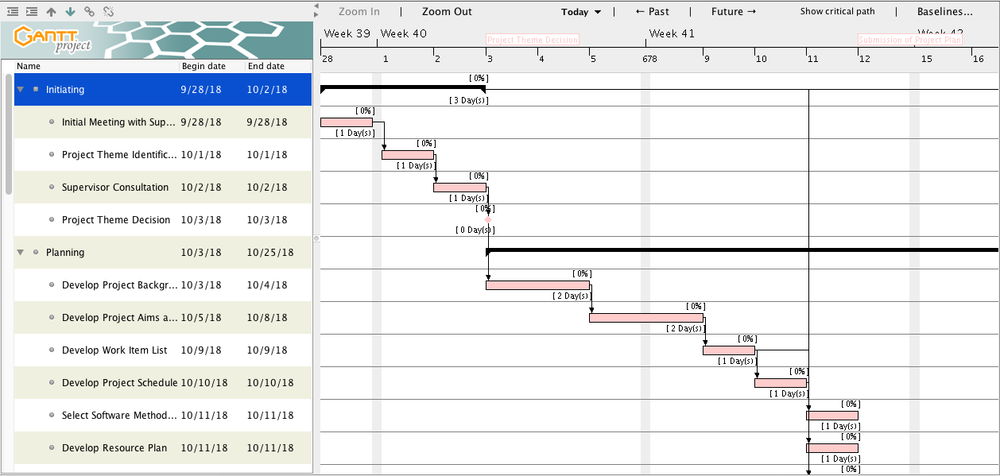 Zoom In | Zoom Out Today | ← Past | Future → Show critical path | Baselines...
GANTT project
Week 39 Week 40 Week 41
Project Theme Decision Submission of Project Plan
28 1 2 3 4 5 678 9 10 11 12 15 16
Name Begin date End date
Initiating 9/28/18 10/2/18
[ 0% ]
[ 3 Day(s) ]
Initial Meeting with Sup... 9/28/18 9/28/18
[ 0% ]
[ 1 Day(s) ]
Project Theme Identific... 10/1/18 10/1/18
[ 0% ]
[ 1 Day(s) ]
Supervisor Consultation 10/2/18 10/2/18
[ 0% ]
[ 1 Day(s) ]
Project Theme Decision 10/3/18 10/3/18
[ 0% ]
[ 0 Day(s) ]
Planning 10/3/18 10/25/18
Develop Project Backgr... 10/3/18 10/4/18
[ 0% ]
[ 2 Day(s) ]
Develop Project Aims a... 10/5/18 10/8/18
[ 0% ]
[ 2 Day(s) ]
Develop Work Item List 10/9/18 10/9/18
[ 0% ]
[ 1 Day(s) ]
Develop Project Schedule 10/10/18 10/10/18
[ 0% ]
[ 1 Day(s) ]
Select Software Method... 10/11/18 10/11/18
[ 0% ]
[ 1 Day(s) ]
Develop Resource Plan 10/11/18 10/11/18
[ 0% ]
[ 1 Day(s) ]
[ 0% ]